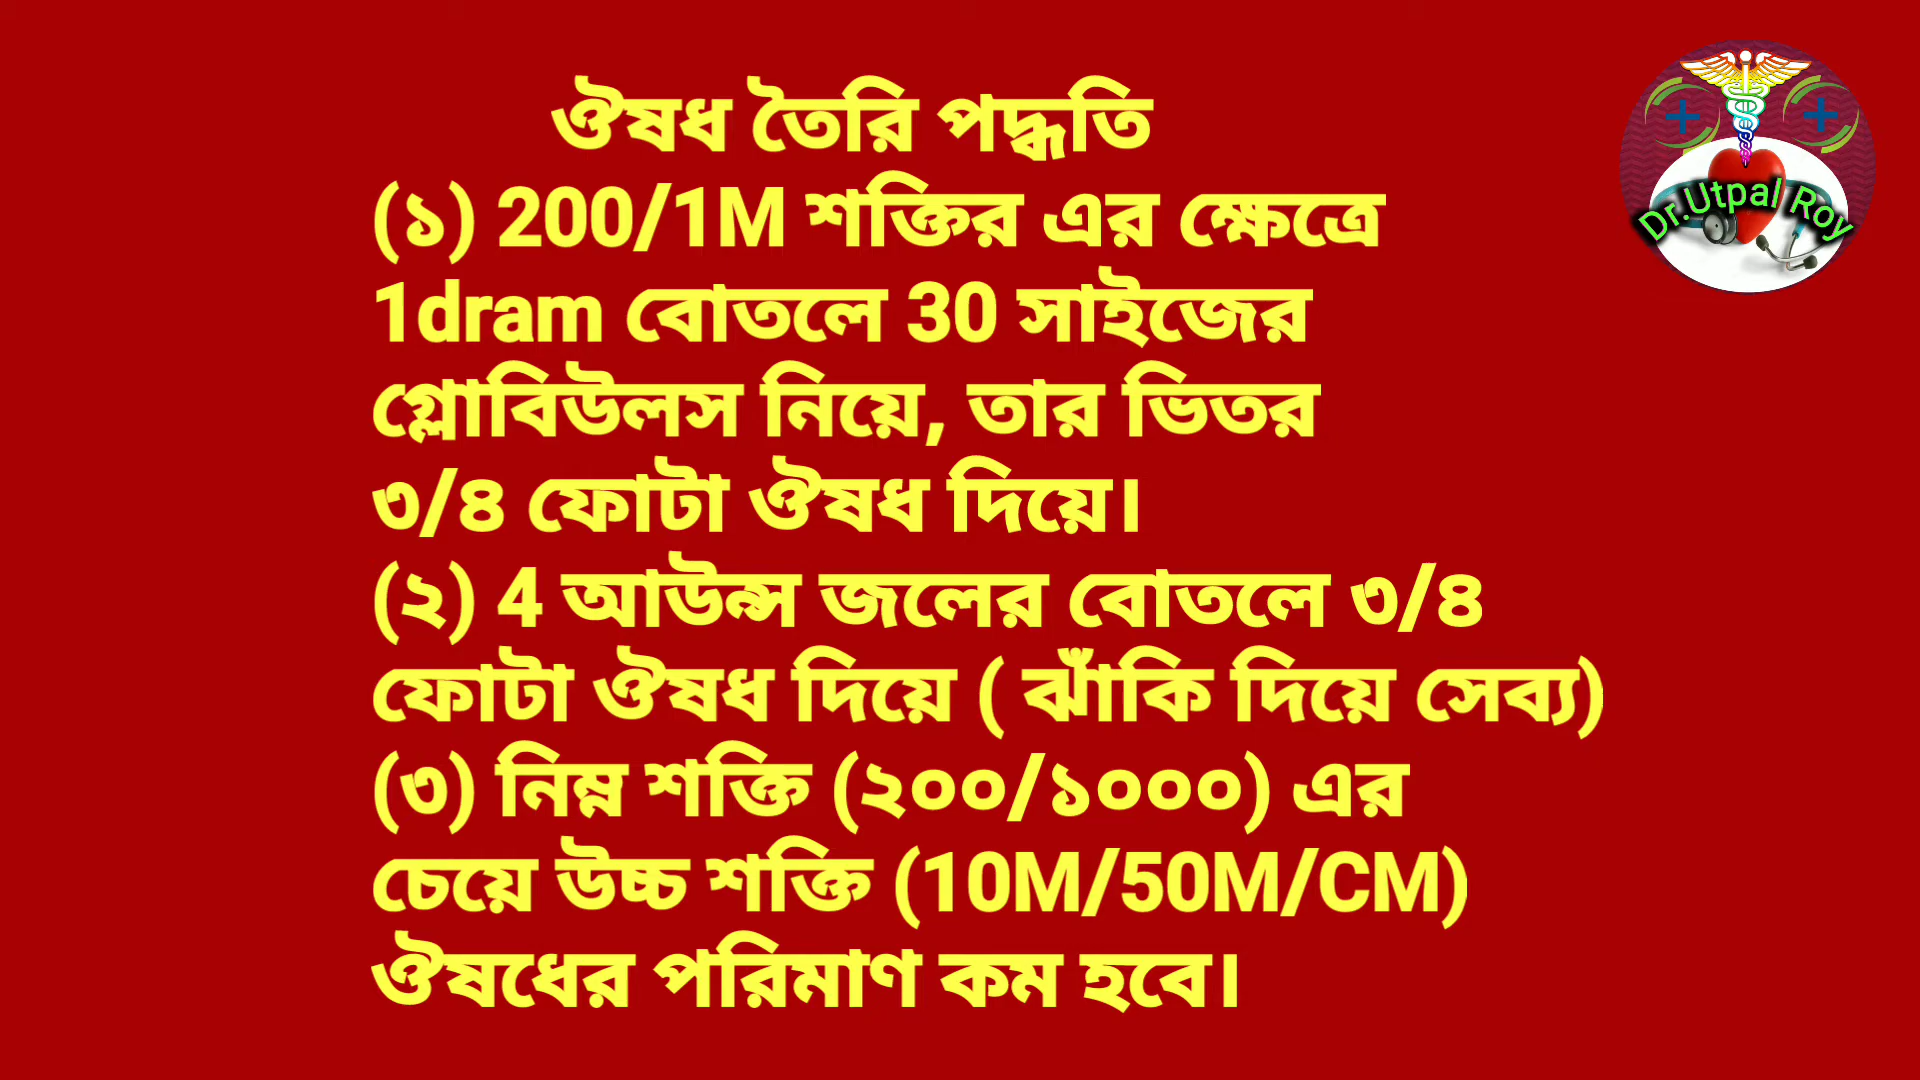 ঔষধ তৈরি পদ্ধতি
(১) 200/1M শক্তির এর ক্ষেত্রে
1dram বোতলে 30 সাইজের
গ্লোবিউলস নিয়ে, তার ভিতর
৩/৪ ফোটা ঔষধ দিয়ে।
(২) 4 আউন্স জলের বোতলে ৩/৪
ফোটা ঔষধ দিয়ে ( ঝাঁকি দিয়ে সেব্য)
(৩) নিম্ন শক্তি (২০০/১০০০) এর
চেয়ে উচ্চ শক্তি (10M/50M/CM)
ঔষধের পরিমাণ কম হবে।
Dr.Utpal Roy